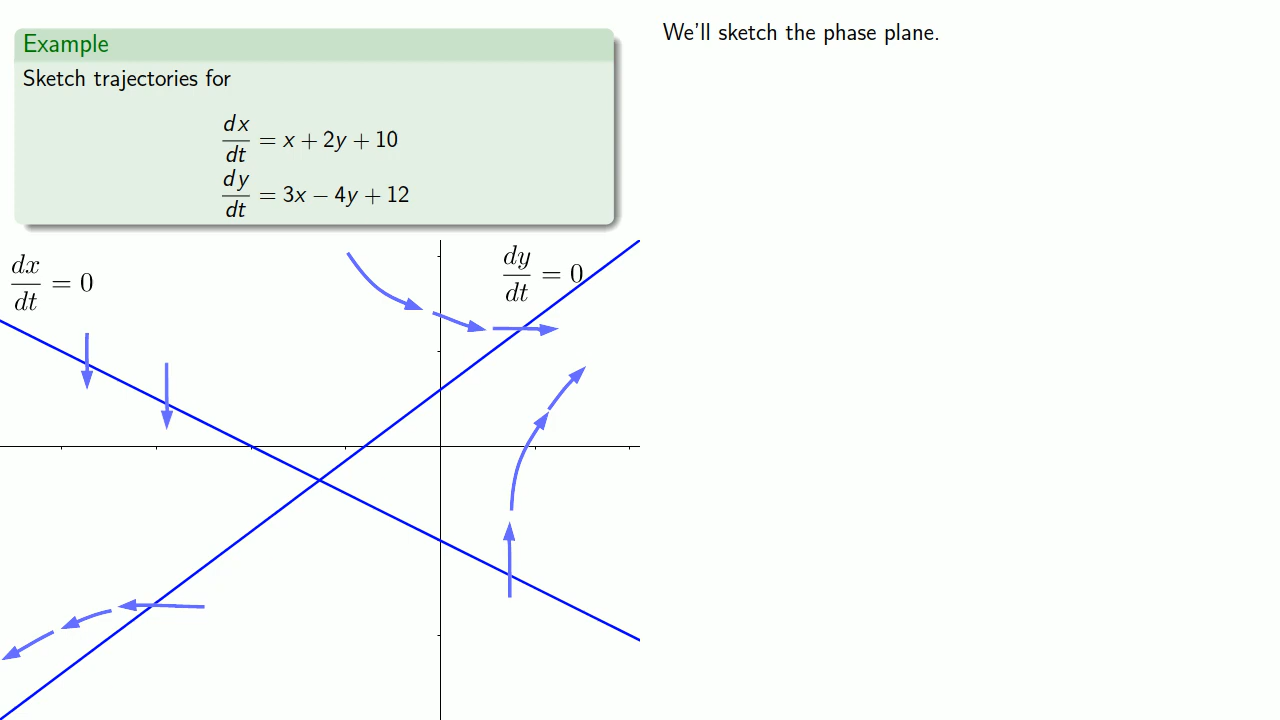 Example
Sketch trajectories for
dx/dt = x + 2y + 10
dy/dt = 3x − 4y + 12
We'll sketch the phase plane.
dx/dt = 0
dy/dt = 0